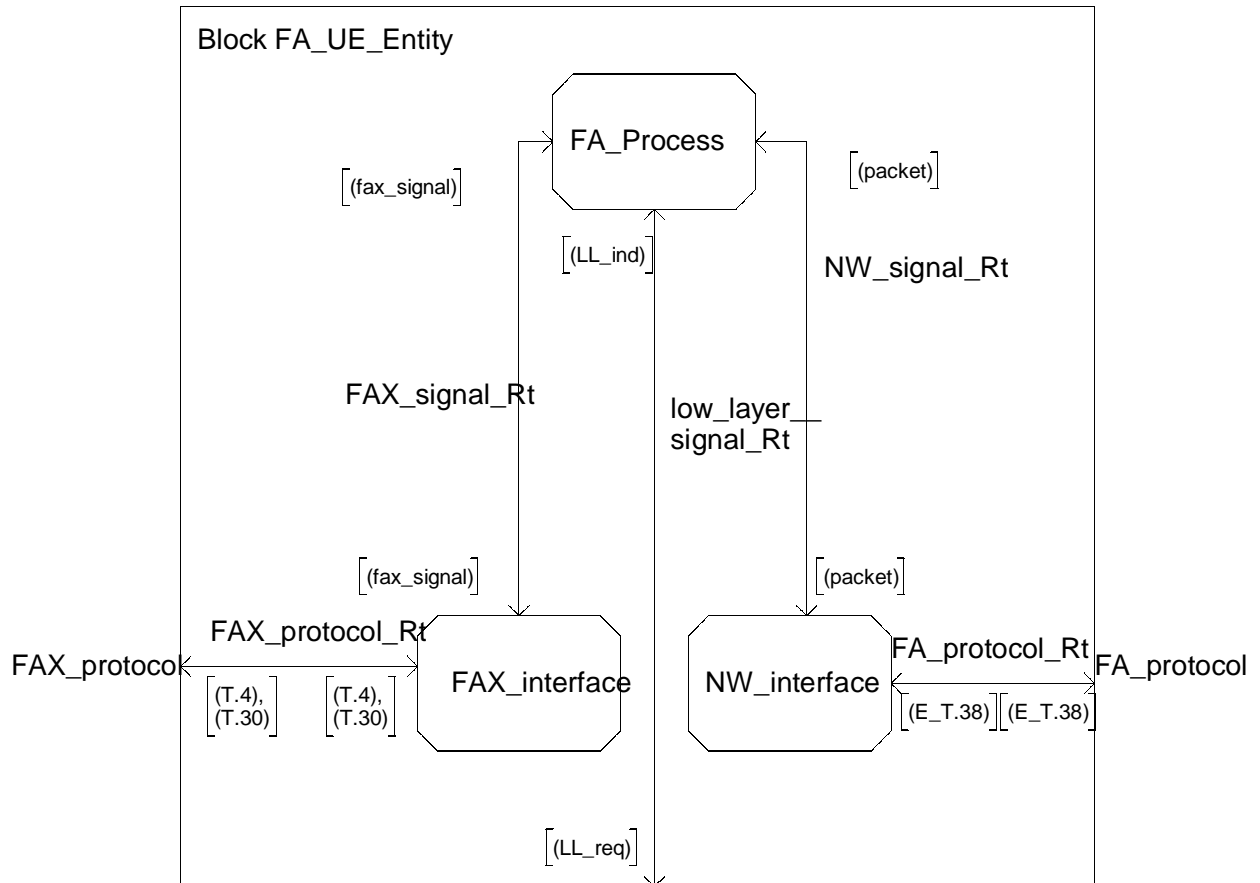 Block FA_UE_Entity
FA_Process
[(fax_signal)]
[(packet)]
[(LL_ind)]
NW_signal_Rt
FAX_signal_Rt
low_layer__
signal_Rt
[(fax_signal)]
[(packet)]
FAX_protocol_Rt
FA_protocol_Rt
FAX_protocol
FA_protocol
FAX_interface
NW_interface
[(T.4),
(T.30)]
[(T.4),
(T.30)]
[(E_T.38)]
[(E_T.38)]
[(LL_req)]